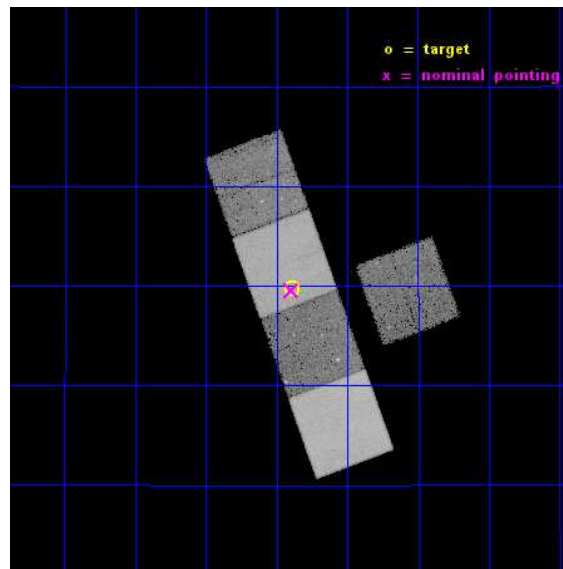 o = target
x = nominal pointing